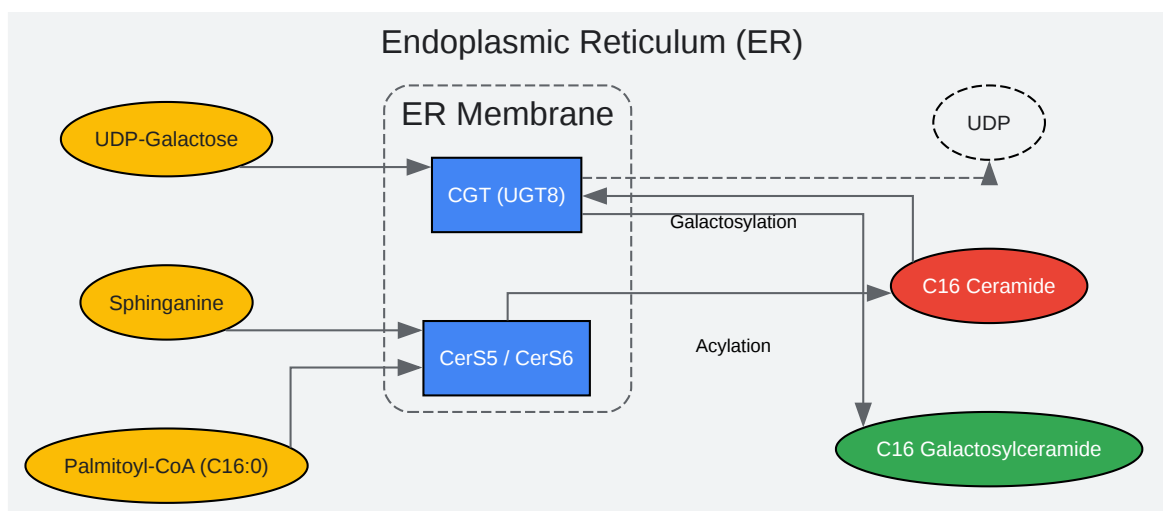 Endoplasmic Reticulum (ER)
ER Membrane
UDP-Galactose
UDP
CGT (UGT8)
Galactosylation
Sphinganine
C16 Ceramide
CerS5 / CerS6
Acylation
Palmitoyl-CoA (C16:0)
C16 Galactosylceramide